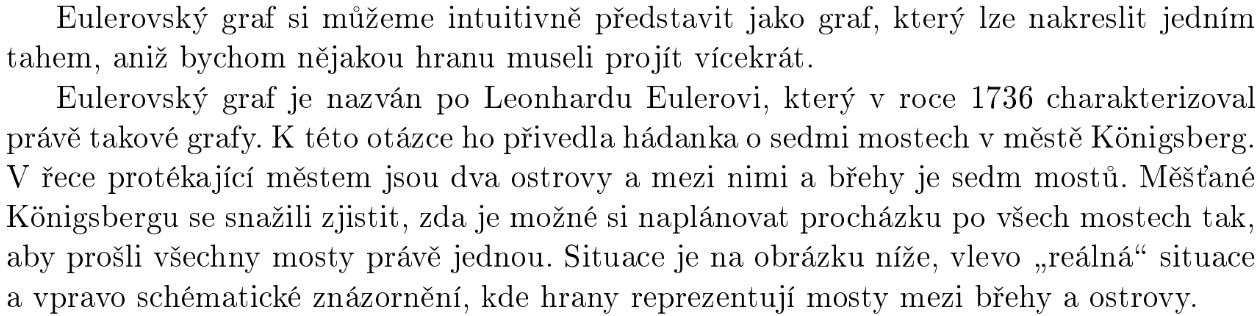 Eulerovský graf si můžeme intuitivně představit jako graf, který lze nakreslit jedním
tahem, aniž bychom nějakou hranu museli projít vícekrát.
Eulerovský graf je nazván po Leonhardu Eulerovi, který v roce 1736 charakterizoval
právě takové grafy. K této otázce ho přivedla hádanka o sedmi mostech v městě Königsberg.
V řece protékající městem jsou dva ostrovy a mezi nimi a břehy je sedm mostů. Měšťané
Königsbergu se snažili zjistit, zda je možné si naplánovat procházku po všech mostech tak,
aby prošli všechny mosty právě jednou. Situace je na obrázku níže, vlevo „reálná“ situace
a vpravo schématické znázornění, kde hrany reprezentují mosty mezi břehy a ostrovy.